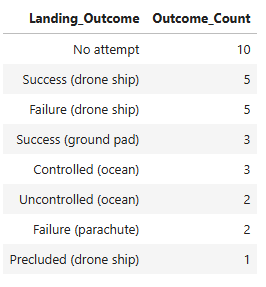 Landing_Outcome Outcome_Count
No attempt 10
Success (drone ship) 5
Failure (drone ship) 5
Success (ground pad) 3
Controlled (ocean) 3
Uncontrolled (ocean) 2
Failure (parachute) 2
Precluded (drone ship) 1